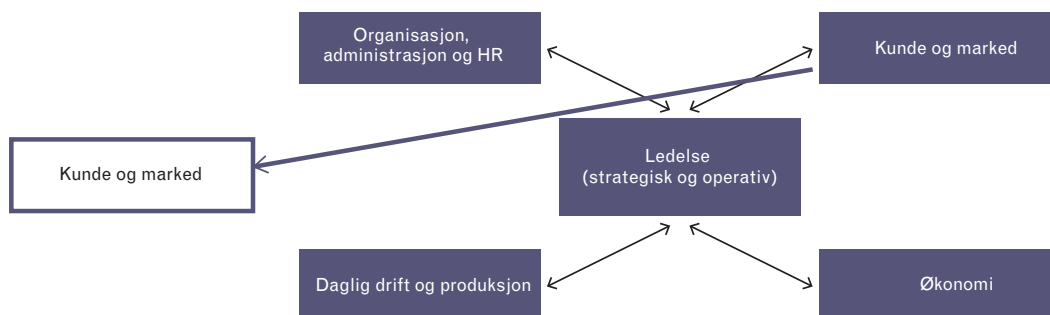 Organisasjon,
administrasjon og HR
Kunde og marked
Kunde og marked
Ledelse
(strategisk og operativ)
Daglig drift og produksjon
Økonomi